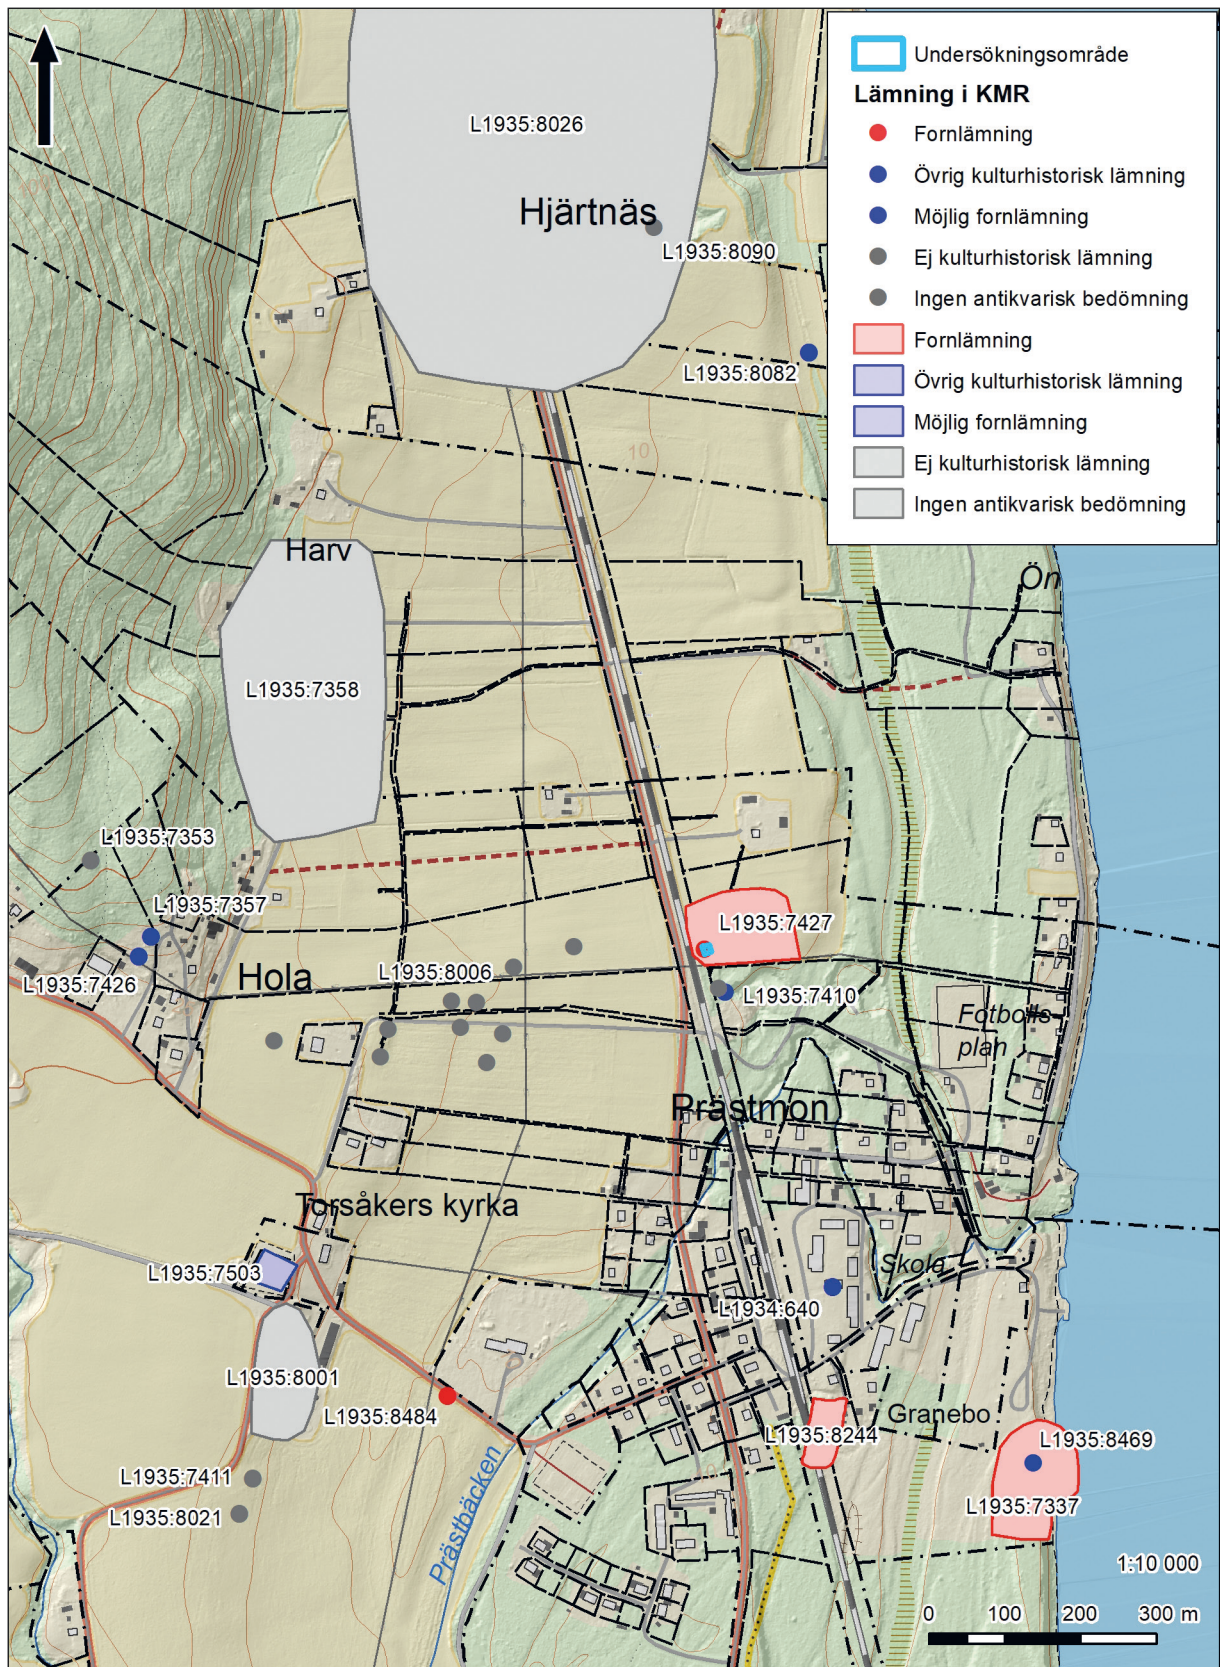 Undersökningsområde
Lämning i KMR
Fornlämning
Övrig kulturhistorisk lämning
Möjlig fornlämning
Ej kulturhistorisk lämning
Ingen antikvarisk bedömning
Fornlämning
Övrig kulturhistorisk lämning
Möjlig fornlämning
Ej kulturhistorisk lämning
Ingen antikvarisk bedömning
L1935:8026
Hjärtnäs
L1935:8090
L1935:8082
10
Harv
Ön
L1935:7358
L1935:7353
L1935:7357
L1935:7427
L1935:7426
Hola
L1935:8006
L1935:7410
Fotbolls-
plan
Prästmon
Torsåkers kyrka
L1935:7503
Skola
L1934:640
L1935:8001
L1935:8484
Granebo
L1935:8244
L1935:8469
L1935:7411
L1935:7337
L1935:8021
Prästbäcken
1:10 000
0 100 200 300 m